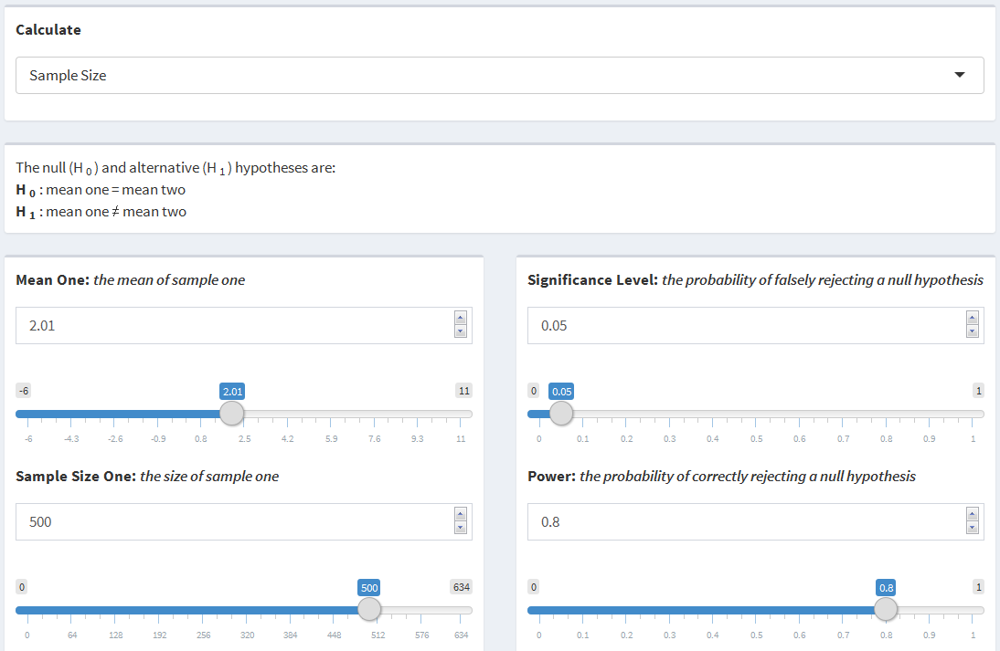 Calculate
Sample Size
The null (H 0 ) and alternative (H 1 ) hypotheses are:
H 0 : mean one = mean two
H 1 : mean one ≠ mean two
Mean One: the mean of sample one
2.01
-6 2.01 11
-6 -4.3 -2.6 -0.9 0.8 2.5 4.2 5.9 7.6 9.3 11
Sample Size One: the size of sample one
500
0 500 634
0 64 128 192 256 320 384 448 512 576 634
Significance Level: the probability of falsely rejecting a null hypothesis
0.05
0 0.05 1
0 0.1 0.2 0.3 0.4 0.5 0.6 0.7 0.8 0.9 1
Power: the probability of correctly rejecting a null hypothesis
0.8
0 0.8 1
0 0.1 0.2 0.3 0.4 0.5 0.6 0.7 0.8 0.9 1